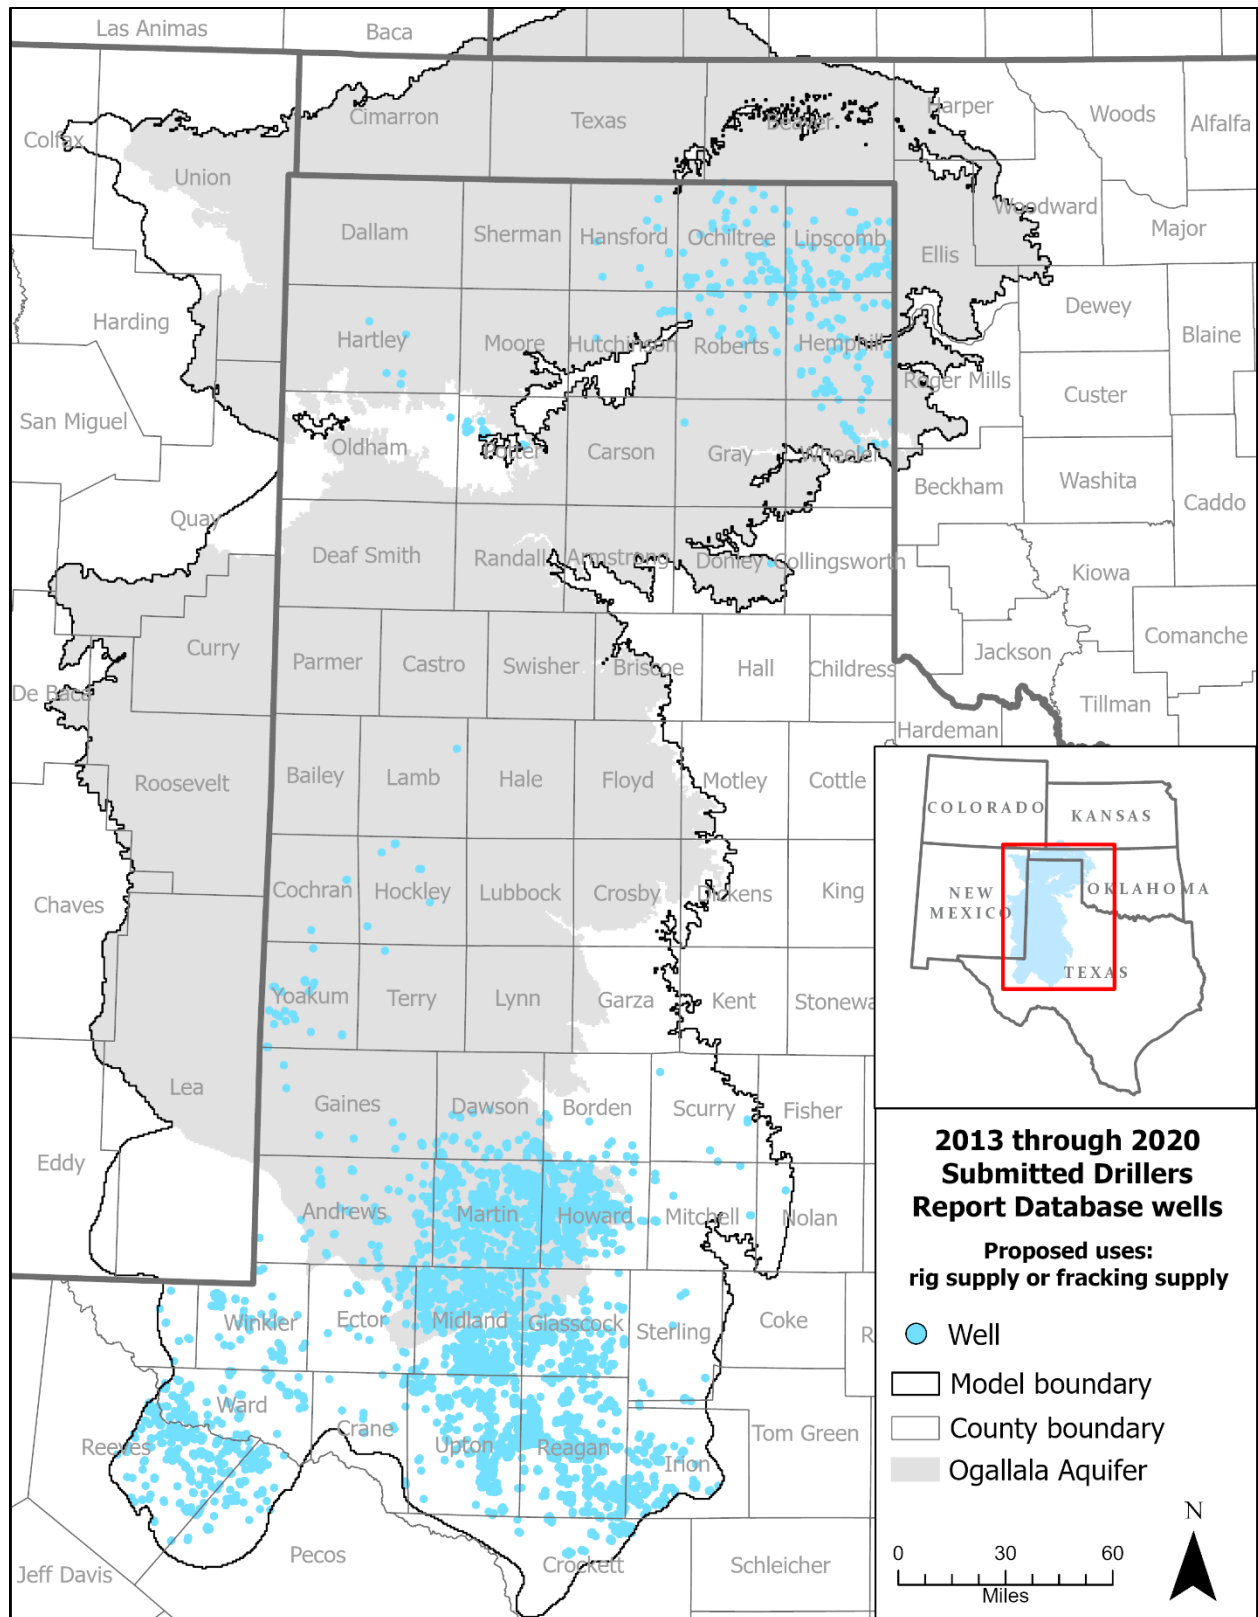 Las Animas
Baca
Cimarron
Texas
Beaver
Harper
Woods
Alfalfa
Colfax
Union
Woodward
Major
Dallam
Sherman
Hansford
Ochiltree
Lipscomb
Ellis
Dewey
Blaine
Harding
Hartley
Moore
Hutchinson
Roberts
Hemphill
Roger Mills
Custer
San Miguel
Oldham
Potter
Carson
Gray
Wheeler
Beckham
Washita
Caddo
Quay
Deaf Smith
Randall
Armstrong
Donley
Collingsworth
Kiowa
Comanche
Curry
Parmer
Castro
Swisher
Briscoe
Hall
Childress
Jackson
Tillman
De Baca
Hardeman
Roosevelt
Bailey
Lamb
Hale
Floyd
Motley
Cottle
Chaves
Cochran
Hockley
Lubbock
Crosby
Dickens
King
Yoakum
Terry
Lynn
Garza
Kent
Stonewa
Lea
Gaines
Dawson
Borden
Scurry
Fisher
Eddy
Andrews
Martin
Howard
Mitchell
Nolan
Winkler
Ector
Midland
Glasscock
Sterling
Coke
R
Ward
Crane
Upton
Reagan
Irion
Tom Green
Reeves
Jeff Davis
Pecos
Crockett
Schleicher
COLORADO
KANSAS
NEW
MEXICO
OKLAHOMA
TEXAS
2013 through 2020
Submitted Drillers
Report Database wells
Proposed uses:
rig supply or fracking supply
Well
Model boundary
County boundary
Ogallala Aquifer
N
0 30 60
Miles